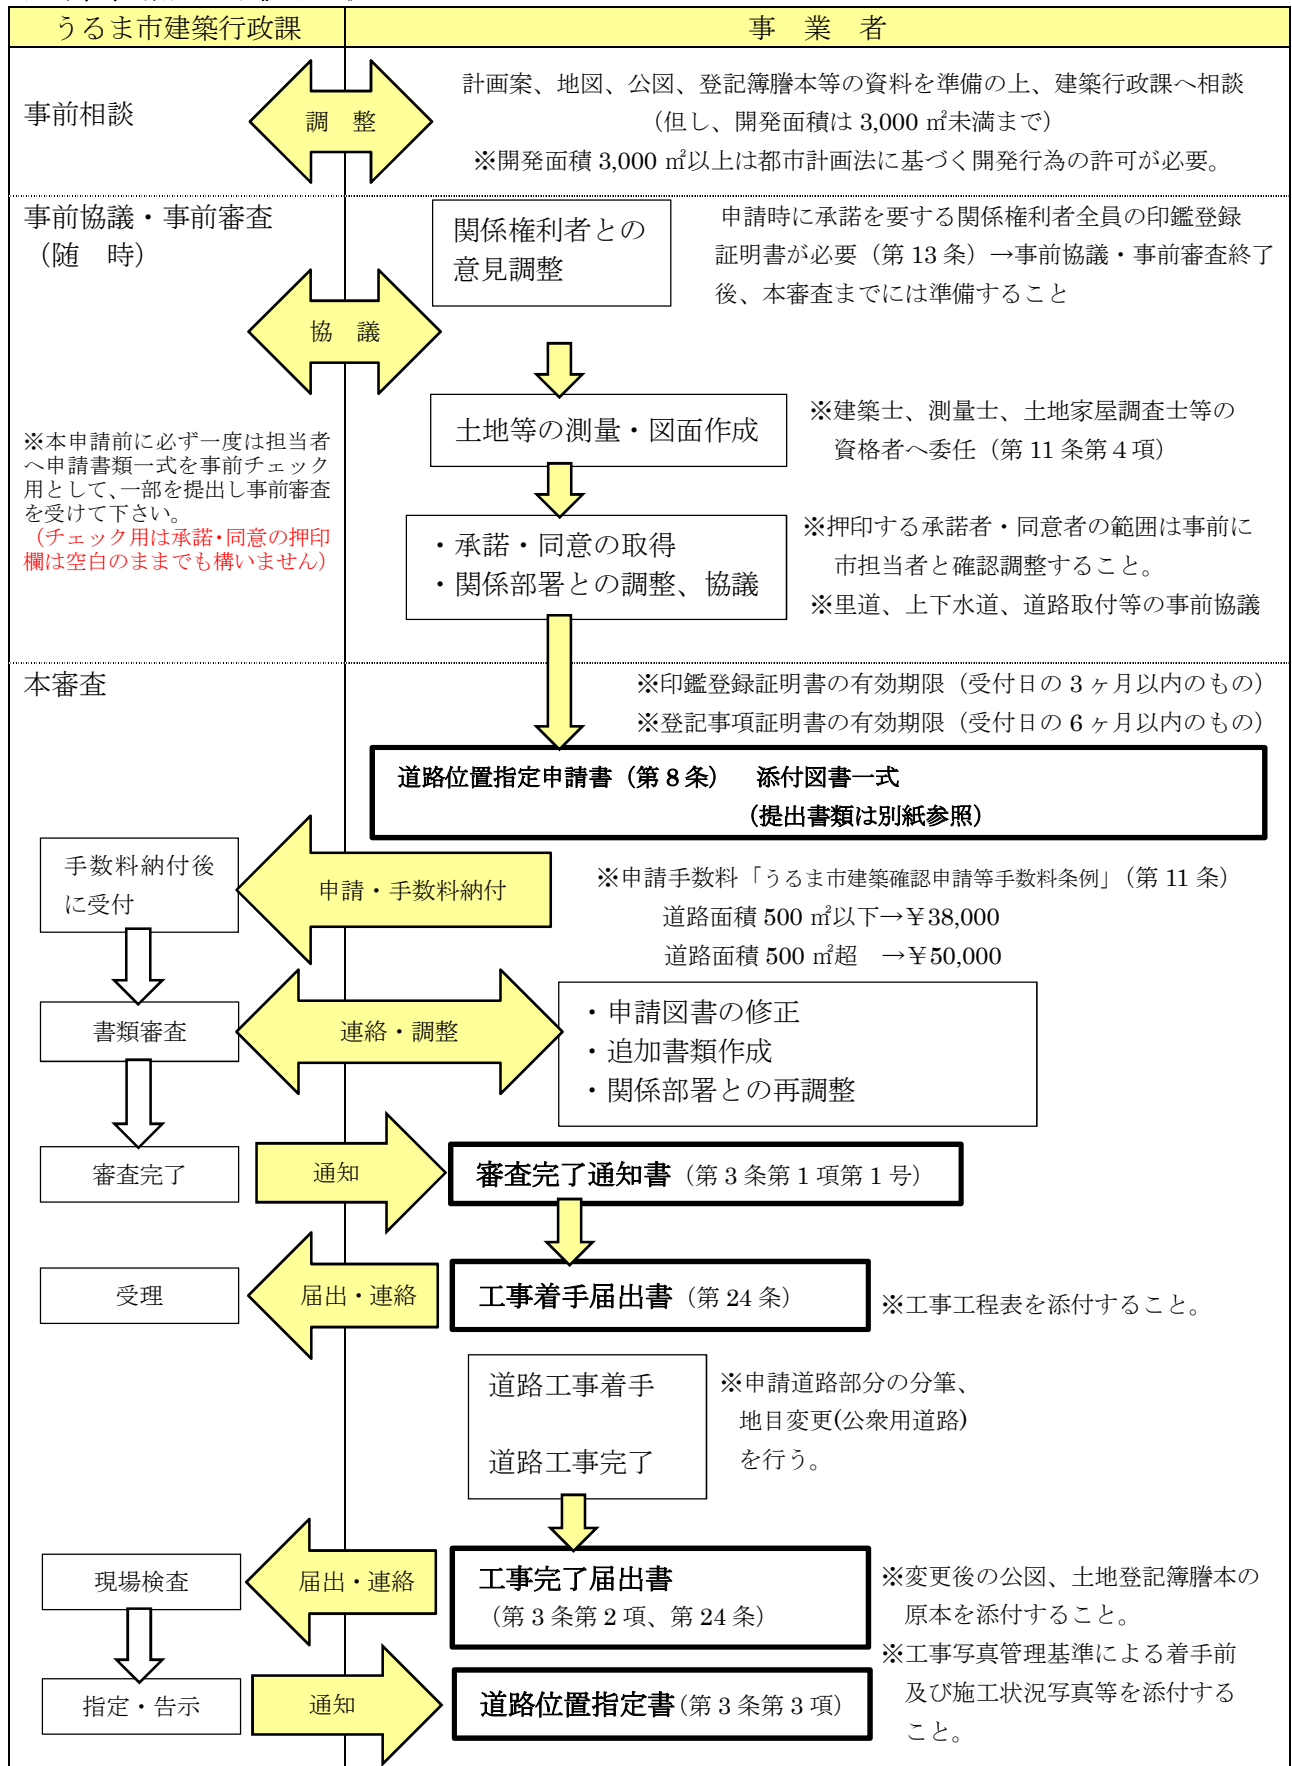 うるま市建築行政課
事　業　者
事前相談
調　整
計画案、地図、公図、登記簿謄本等の資料を準備の上、建築行政課へ相談
（但し、開発面積は 3,000 ㎡未満まで）
※開発面積 3,000 ㎡以上は都市計画法に基づく開発行為の許可が必要。
事前協議・事前審査
（随　時）
関係権利者との
意見調整
申請時に承諾を要する関係権利者全員の印鑑登録
証明書が必要（第 13 条）→事前協議・事前審査終了
後、本審査までには準備すること
協　議
土地等の測量・図面作成
※建築士、測量士、土地家屋調査士等の
資格者へ委任（第 11 条第 4 項）
※本申請前に必ず一度は担当者
へ申請書類一式を事前チェック
用として、一部を提出し事前審査
を受けて下さい。
（チェック用は承諾・同意の押印
欄は空白のままでも構いません）
・承諾・同意の取得
・関係部署との調整、協議
※押印する承諾者・同意者の範囲は事前に
市担当者と確認調整すること。
※里道、上下水道、道路取付等の事前協議
本審査
※印鑑登録証明書の有効期限（受付日の 3 ヶ月以内のもの）
※登記事項証明書の有効期限（受付日の 6 ヶ月以内のもの）
道路位置指定申請書（第 8 条）　添付図書一式
（提出書類は別紙参照）
手数料納付後
に受付
申請・手数料納付
※申請手数料「うるま市建築確認申請等手数料条例」（第 11 条）
道路面積 500 ㎡以下→￥38,000
道路面積 500 ㎡超　→￥50,000
書類審査
連絡・調整
・申請図書の修正
・追加書類作成
・関係部署との再調整
審査完了
通知
審査完了通知書（第 3 条第 1 項第 1 号）
受理
届出・連絡
工事着手届出書（第 24 条）
※工事工程表を添付すること。
道路工事着手
道路工事完了
※申請道路部分の分筆、
地目変更(公衆用道路)
を行う。
現場検査
届出・連絡
工事完了届出書
（第 3 条第 2 項、第 24 条）
※変更後の公図、土地登記簿謄本の
原本を添付すること。
※工事写真管理基準による着手前
及び施工状況写真等を添付する
こと。
指定・告示
通知
道路位置指定書（第 3 条第 3 項）